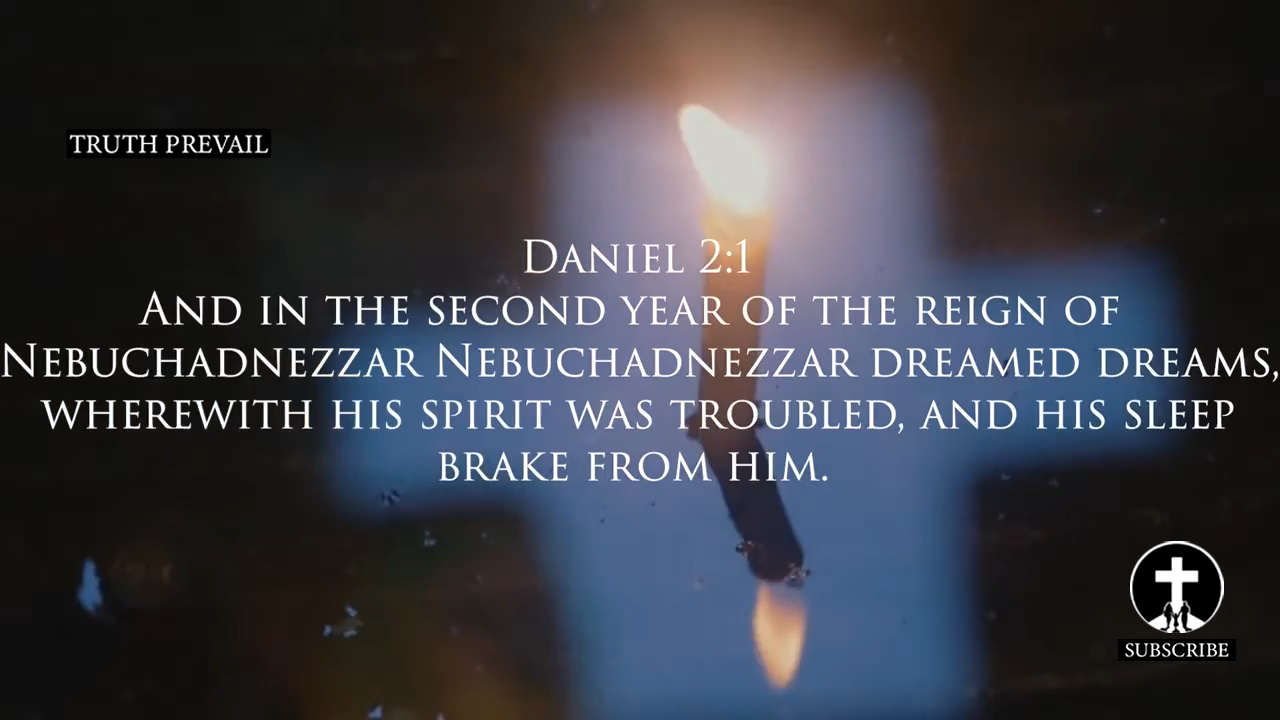 TRUTH PREVAIL
DANIEL 2:1
AND IN THE SECOND YEAR OF THE REIGN OF
NEBUCHADNEZZAR NEBUCHADNEZZAR DREAMED DREAMS,
WHEREWITH HIS SPIRIT WAS TROUBLED, AND HIS SLEEP
BRAKE FROM HIM.
SUBSCRIBE